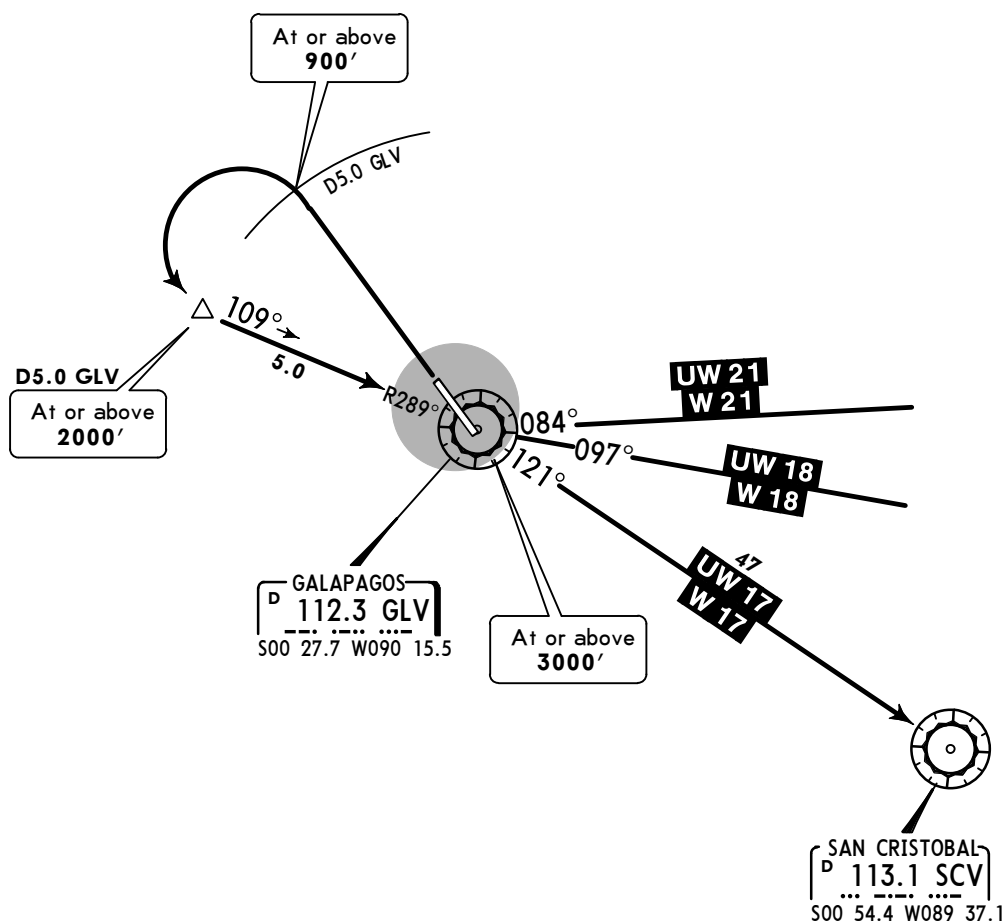 At or above
900'
D5.0 GLV
109°
5.0
D5.0 GLV
At or above
2000'
R289°
084°
UW 21
W 21
097°
UW 18
W 18
121°
47
UW 17
W 17
GALAPAGOS
D 112.3 GLV
S00 27.7 W090 15.5
At or above
3000'
SAN CRISTOBAL
D 113.1 SCV
S00 54.4 W089 37.1